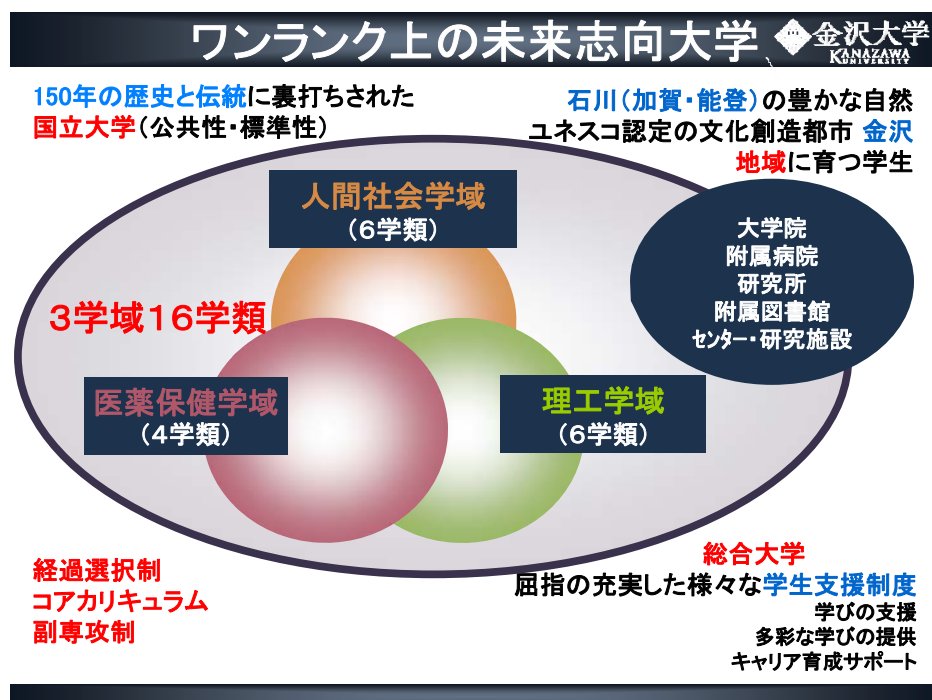 ワンランク上の未来志向大学
金沢大学
KANAZAWA
UNIVERSITY
150年の歴史と伝統に裏打ちされた
国立大学（公共性・標準性）
石川（加賀・能登）の豊かな自然
ユネスコ認定の文化創造都市 金沢
地域に育つ学生
人間社会学域
（６学類）
大学院
附属病院
研究所
附属図書館
ｾﾝﾀｰ・研究施設
３学域１６学類
医薬保健学域
（４学類）
理工学域
（６学類）
経過選択制
コアカリキュラム
副専攻制
総合大学
屈指の充実した様々な学生支援制度
学びの支援
多彩な学びの提供
キャリア育成サポート